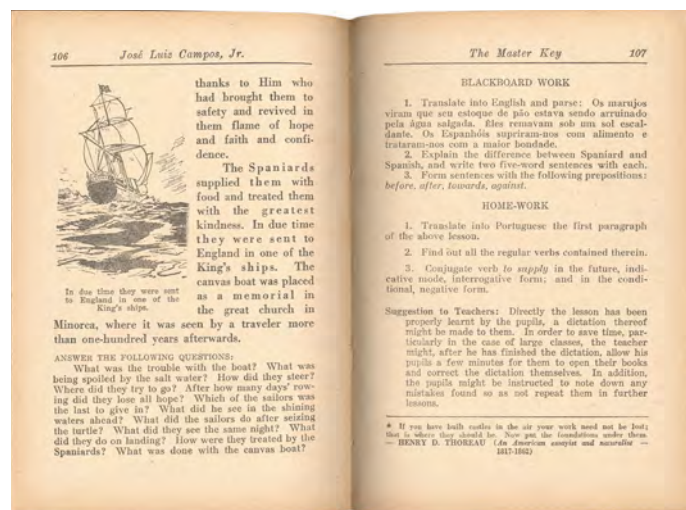 106 José Luiz Campos, Jr.
thanks to Him who
had brought them to
safety and revived in
them flame of hope
and faith and confi-
dence.
The Spaniards
supplied them with
food and treated them
with the greatest
kindness. In due time
they were sent to
England in one of the
King's ships. The
canvas boat was placed
as a memorial in
the great church in
In due time they were sent
to England in one of the
King's ships.
Minorca, where it was seen by a traveler more
than one-hundred years afterwards.
ANSWER THE FOLLOWING QUESTIONS:
What was the trouble with the boat? What was
being spoiled by the salt water? How did they steer?
Where did they try to go? After how many days' row-
ing did they lose all hope? Which of the sailors was
the last to give in? What did he see in the shining
waters ahead? What did the sailors do after seizing
the turtle? What did they see the same night? What
did they do on landing? How were they treated by the
Spaniards? What was done with the canvas boat?
The Master Key 107
BLACKBOARD WORK
1. Translate into English and parse: Os marujos
viram que seu estoque de pão estava sendo arruinado
pela água salgada. Êles remavam sob um sol escal-
dante. Os Espanhóis supriram-nos com alimento e
trataram-nos com a maior bondade.
2. Explain the difference between Spaniard and
Spanish, and write two five-word sentences with each.
3. Form sentences with the following prepositions:
before, after, towards, against.
HOME-WORK
1. Translate into Portuguese the first paragraph
of the above lesson.
2. Find out all the regular verbs contained therein.
3. Conjugate verb to supply in the future, indi-
cative mode, interrogative form; and in the condi-
tional, negative form.
Suggestion to Teachers: Directly the lesson has been
properly learnt by the pupils, a dictation thereof
might be made to them. In order to save time, par-
ticularly in the case of large classes, the teacher
might, after he has finished the dictation, allow his
pupils a few minutes for them to open their books
and correct the dictation themselves. In addition,
the pupils might be instructed to note down any
mistakes found so as not repeat them in further
lessons.
* If you have built castles in the air your work need not be lost;
that is where they should be. Now put the foundations under them.
— HENRY D. THOREAU (An American essayist and naturalist —
1817-1862)